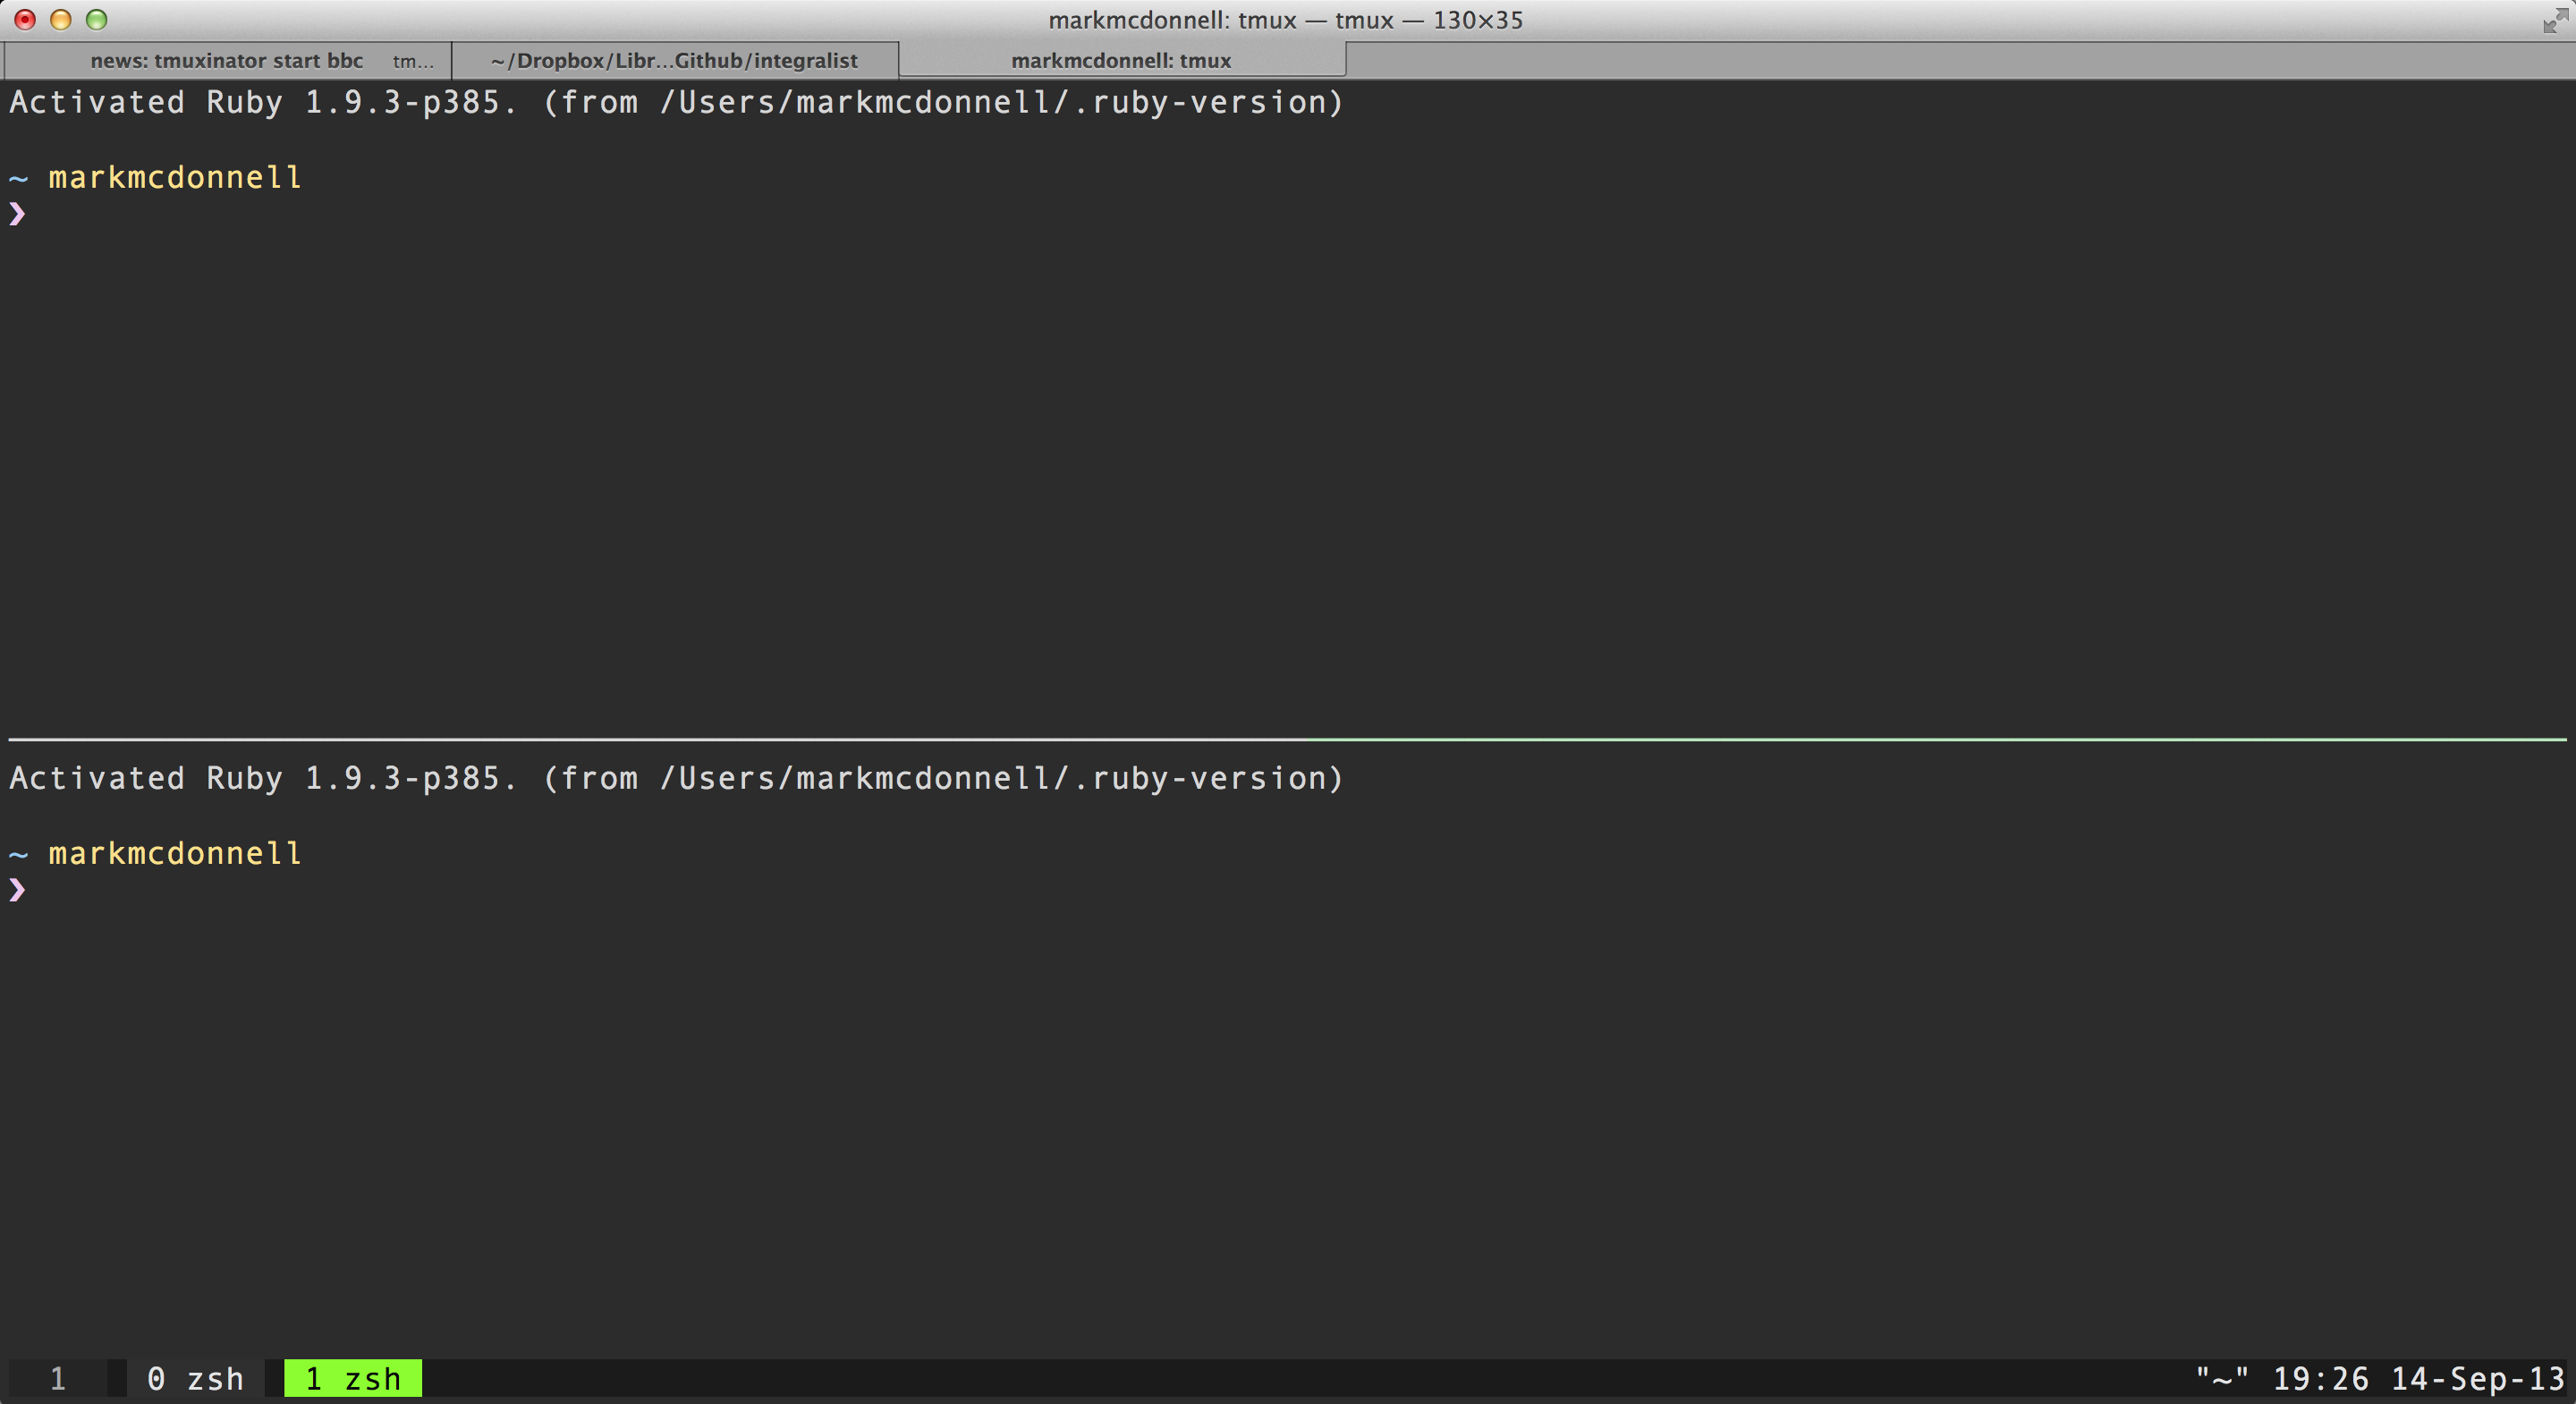 markmcdonnell: tmux — tmux — 130×35
news: tmuxinator start bbc tm... ~/Dropbox/Libr...Github/integralist markmcdonnell: tmux
Activated Ruby 1.9.3-p385. (from /Users/markmcdonnell/.ruby-version)
~ markmcdonnell
❯
Activated Ruby 1.9.3-p385. (from /Users/markmcdonnell/.ruby-version)
~ markmcdonnell
❯
1 0 zsh 1 zsh "~" 19:26 14-Sep-13